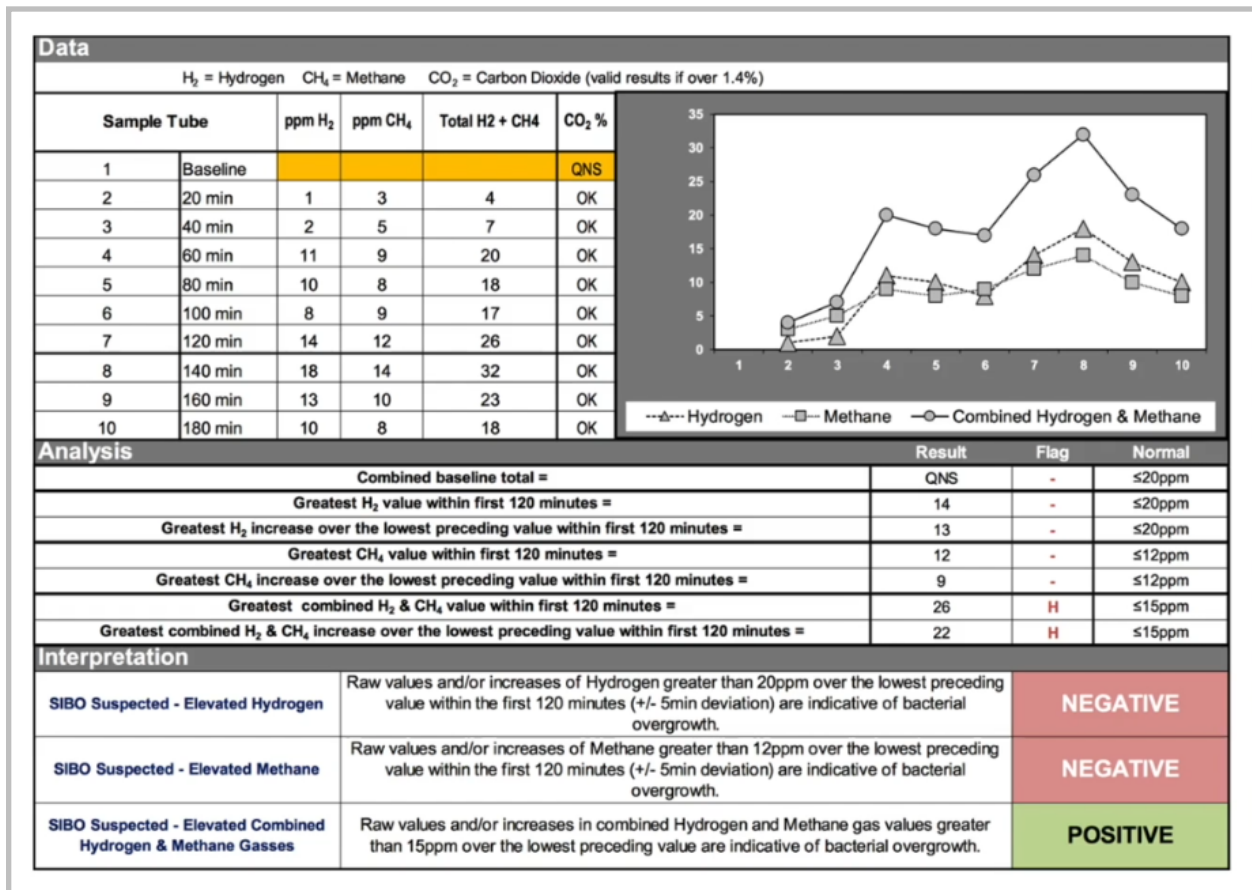 Data
H₂ = Hydrogen CH₄ = Methane CO₂ = Carbon Dioxide (valid results if over 1.4%)
Sample Tube ppm H₂ ppm CH₄ Total H2 + CH4 CO₂ %
1 Baseline QNS
2 20 min 1 3 4 OK
3 40 min 2 5 7 OK
4 60 min 11 9 20 OK
5 80 min 10 8 18 OK
6 100 min 8 9 17 OK
7 120 min 14 12 26 OK
8 140 min 18 14 32 OK
9 160 min 13 10 23 OK
10 180 min 10 8 18 OK
35
30
25
20
15
10
5
0
1 2 3 4 5 6 7 8 9 10
Hydrogen Methane Combined Hydrogen & Methane
Analysis Result Flag Normal
Combined baseline total = QNS - ≤20ppm
Greatest H₂ value within first 120 minutes = 14 - ≤20ppm
Greatest H₂ increase over the lowest preceding value within first 120 minutes = 13 - ≤20ppm
Greatest CH₄ value within first 120 minutes = 12 - ≤12ppm
Greatest CH₄ increase over the lowest preceding value within first 120 minutes = 9 - ≤12ppm
Greatest combined H₂ & CH₄ value within first 120 minutes = 26 H ≤15ppm
Greatest combined H₂ & CH₄ increase over the lowest preceding value within first 120 minutes = 22 H ≤15ppm
Interpretation
SIBO Suspected - Elevated Hydrogen
Raw values and/or increases of Hydrogen greater than 20ppm over the lowest preceding
value within the first 120 minutes (+/- 5min deviation) are indicative of bacterial
overgrowth.
NEGATIVE
SIBO Suspected - Elevated Methane
Raw values and/or increases of Methane greater than 12ppm over the lowest preceding
value within the first 120 minutes (+/- 5min deviation) are indicative of bacterial
overgrowth.
NEGATIVE
SIBO Suspected - Elevated Combined
Hydrogen & Methane Gasses
Raw values and/or increases in combined Hydrogen and Methane gas values greater
than 15ppm over the lowest preceding value are indicative of bacterial overgrowth.
POSITIVE